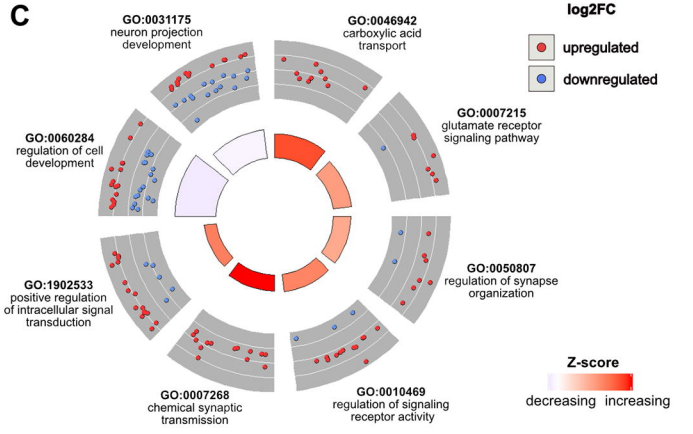 C
GO:0031175
neuron projection
development
GO:0046942
carboxylic acid
transport
log2FC
upregulated
downregulated
GO:0007215
glutamate receptor
signaling pathway
GO:0060284
regulation of cell
development
GO:0050807
regulation of synapse
organization
GO:1902533
positive regulation
of intracellular signal
transduction
GO:0007268
chemical synaptic
transmission
GO:0010469
regulation of signaling
receptor activity
Z-score
decreasing increasing